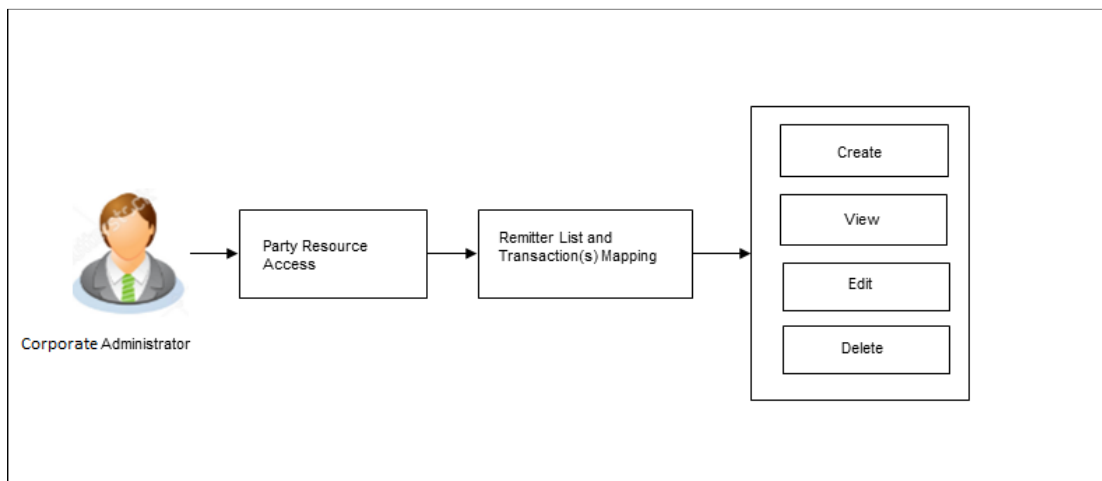 Corporate Administrator
Party Resource
Access
Remitter List and
Transaction(s) Mapping
Create
View
Edit
Delete